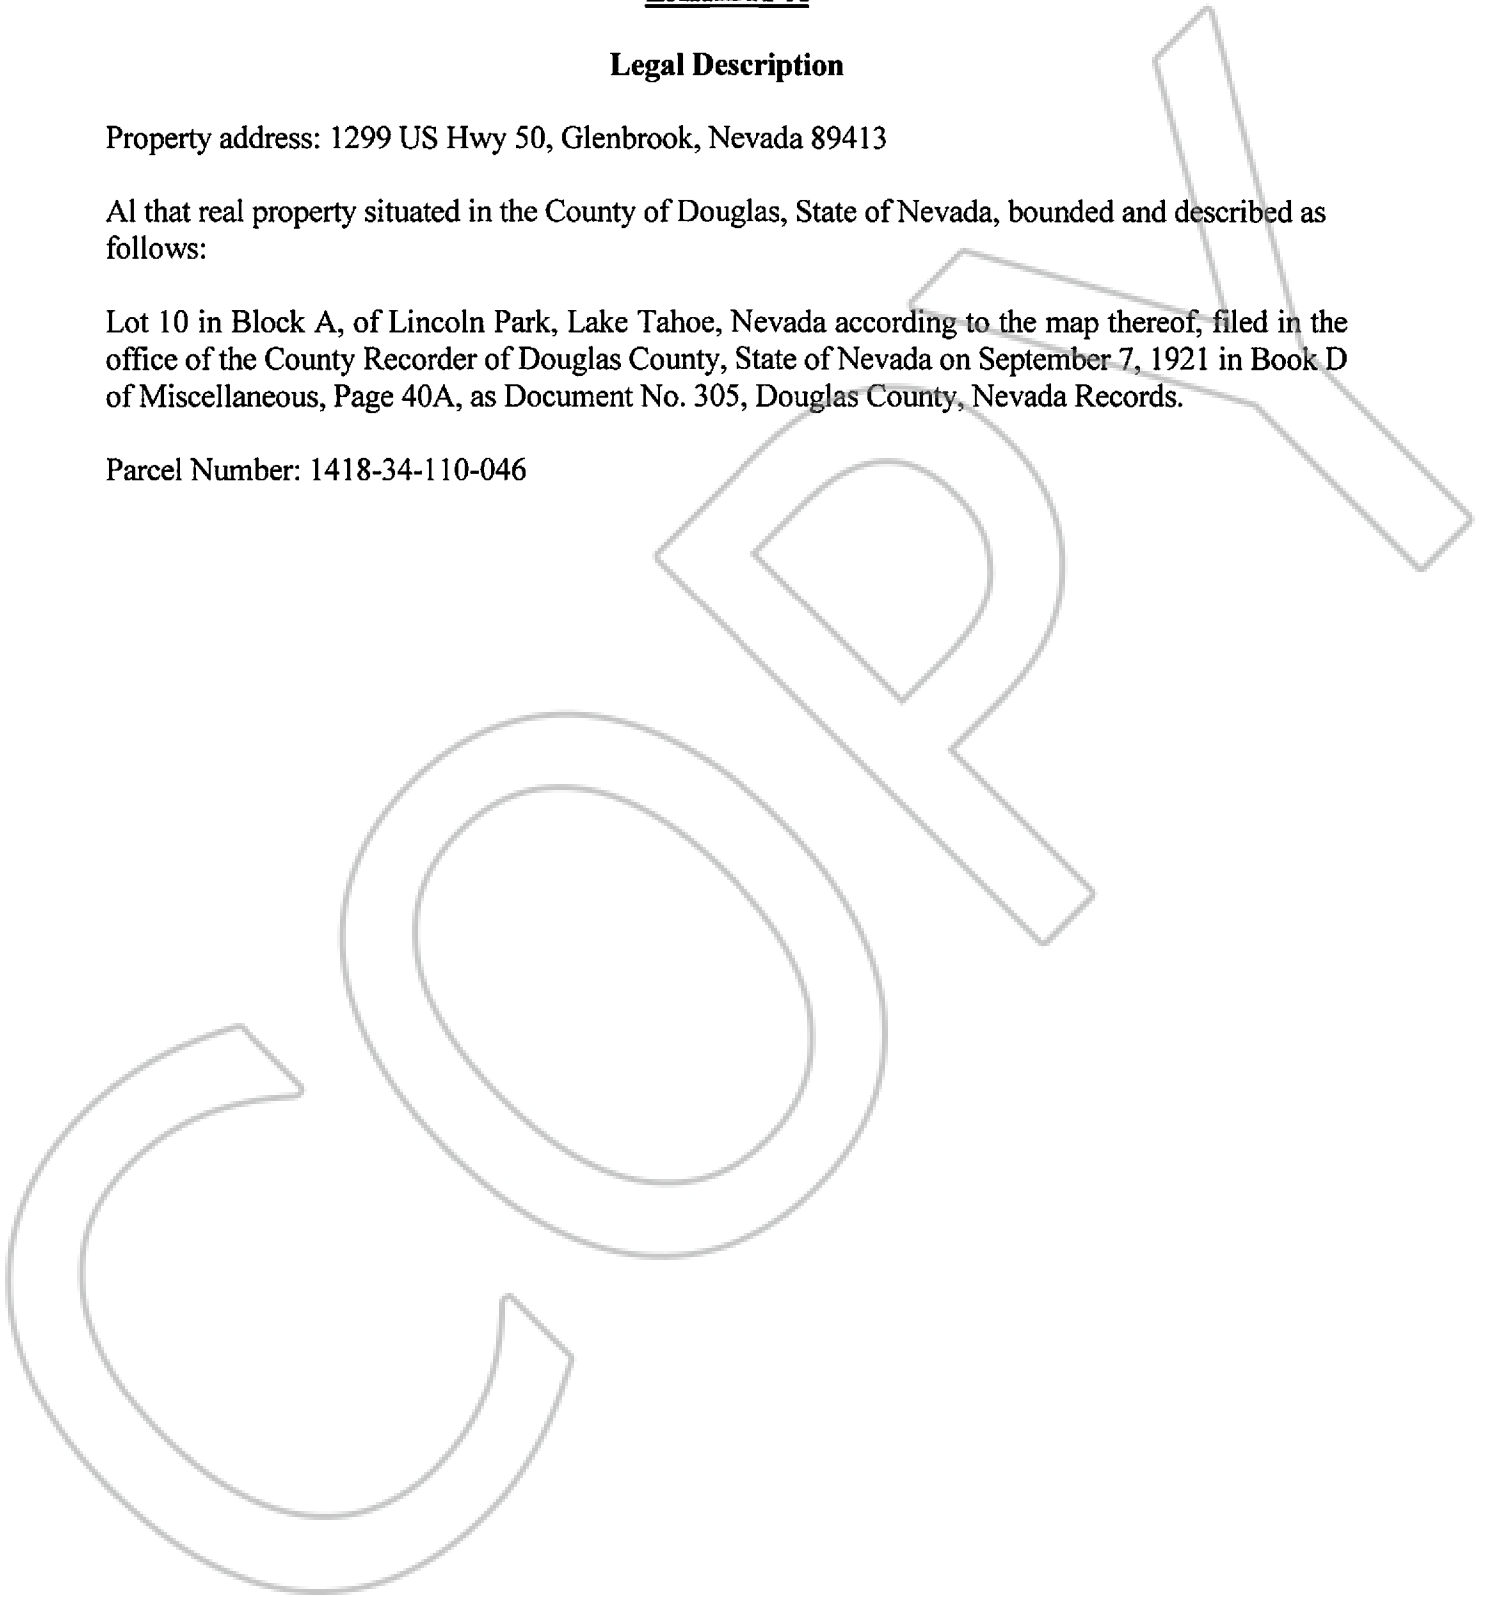 Legal Description
Property address: 1299 US Hwy 50, Glenbrook, Nevada 89413
Al that real property situated in the County of Douglas, State of Nevada, bounded and described as
follows:
Lot 10 in Block A, of Lincoln Park, Lake Tahoe, Nevada according to the map thereof, filed in the
office of the County Recorder of Douglas County, State of Nevada on September 7, 1921 in Book D
of Miscellaneous, Page 40A, as Document No. 305, Douglas County, Nevada Records.
Parcel Number: 1418-34-110-046
COPY